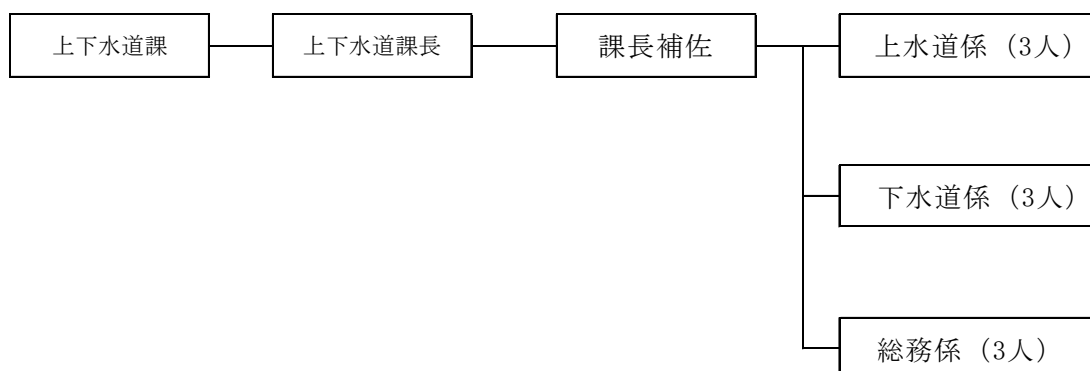 上下水道課
上下水道課長
課長補佐
上水道係（3人）
下水道係（3人）
総務係（3人）